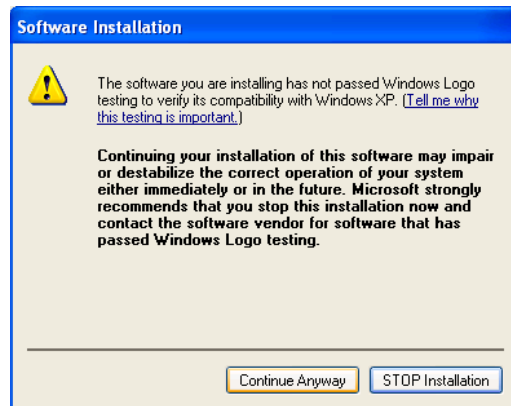 Software Installation
The software you are installing has not passed Windows Logo
testing to verify its compatibility with Windows XP. (Tell me why
this testing is important.)
Continuing your installation of this software may impair
or destabilize the correct operation of your system
either immediately or in the future. Microsoft strongly
recommends that you stop this installation now and
contact the software vendor for software that has
passed Windows Logo testing.
Continue Anyway
STOP Installation